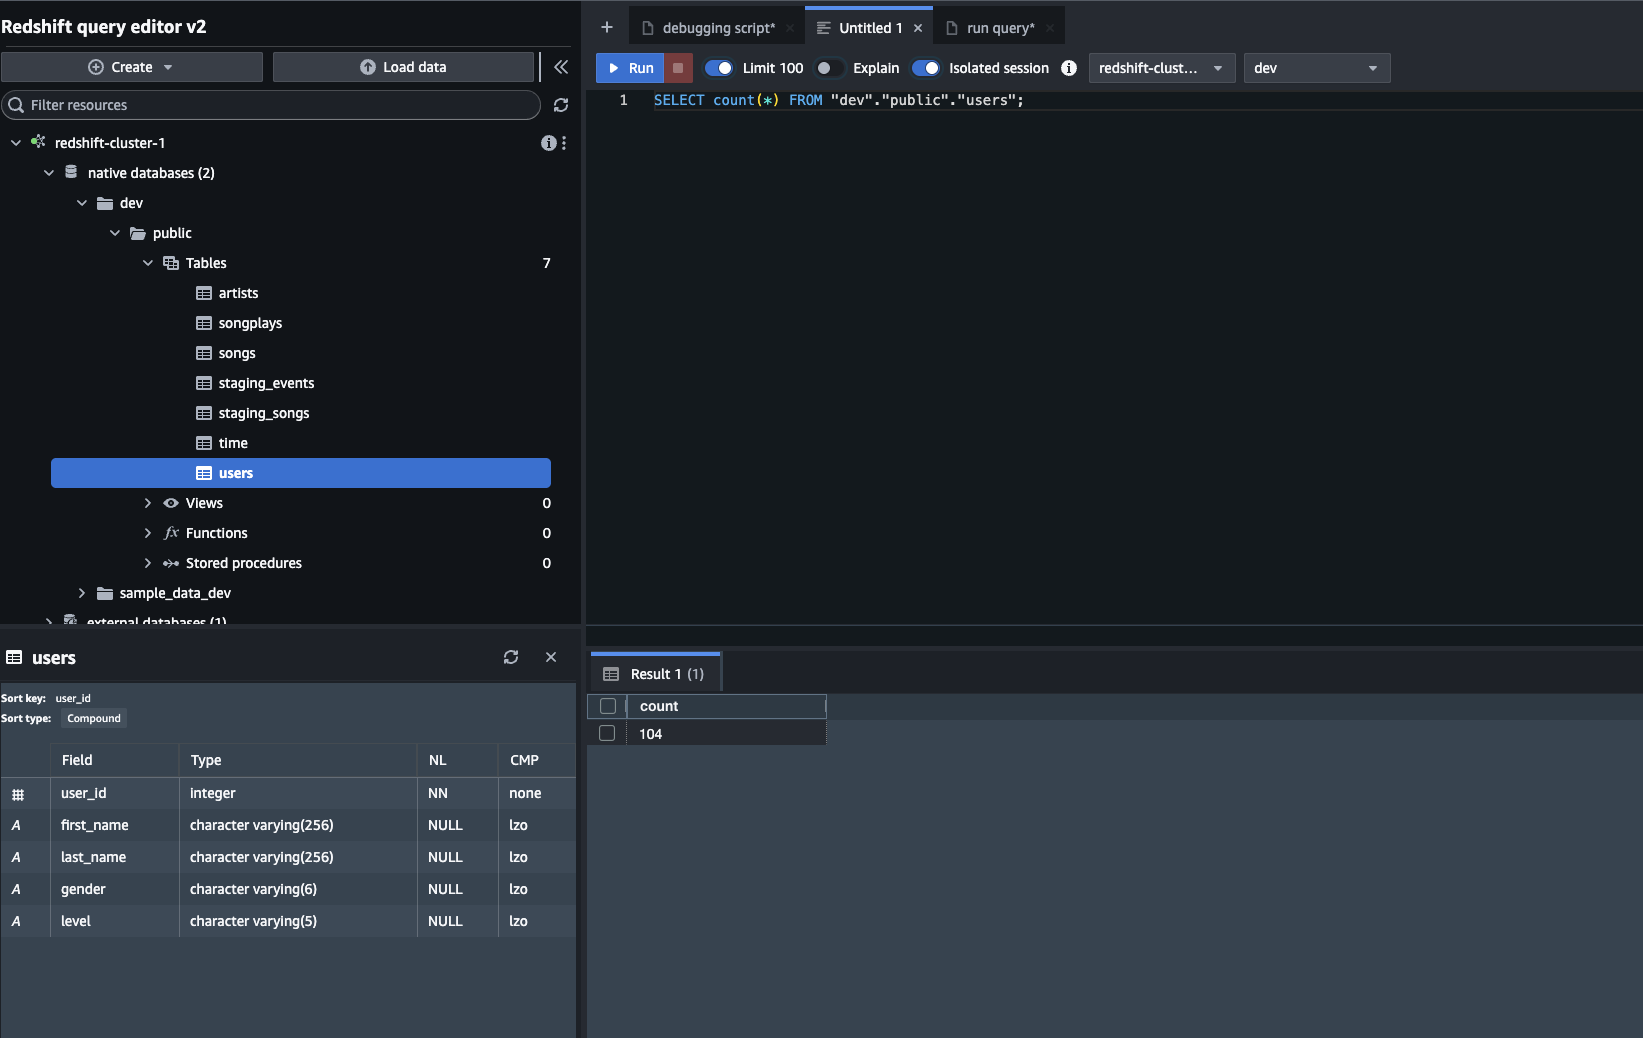 Redshift query editor v2
Create
Load data
Filter resources
redshift-cluster-1
native databases (2)
dev
public
Tables 7
artists
songplays
songs
staging_events
staging_songs
time
users
Views 0
Functions 0
Stored procedures 0
sample_data_dev
external databases (1)
users
Sort key: user_id
Sort type: Compound
Field Type NL CMP
user_id integer NN none
A first_name character varying(256) NULL lzo
A last_name character varying(256) NULL lzo
A gender character varying(6) NULL lzo
A level character varying(5) NULL lzo
debugging script* Untitled 1 run query*
Run Limit 100 Explain Isolated session redshift-clust... dev
1 SELECT count(*) FROM "dev"."public"."users";
Result 1 (1)
count
104